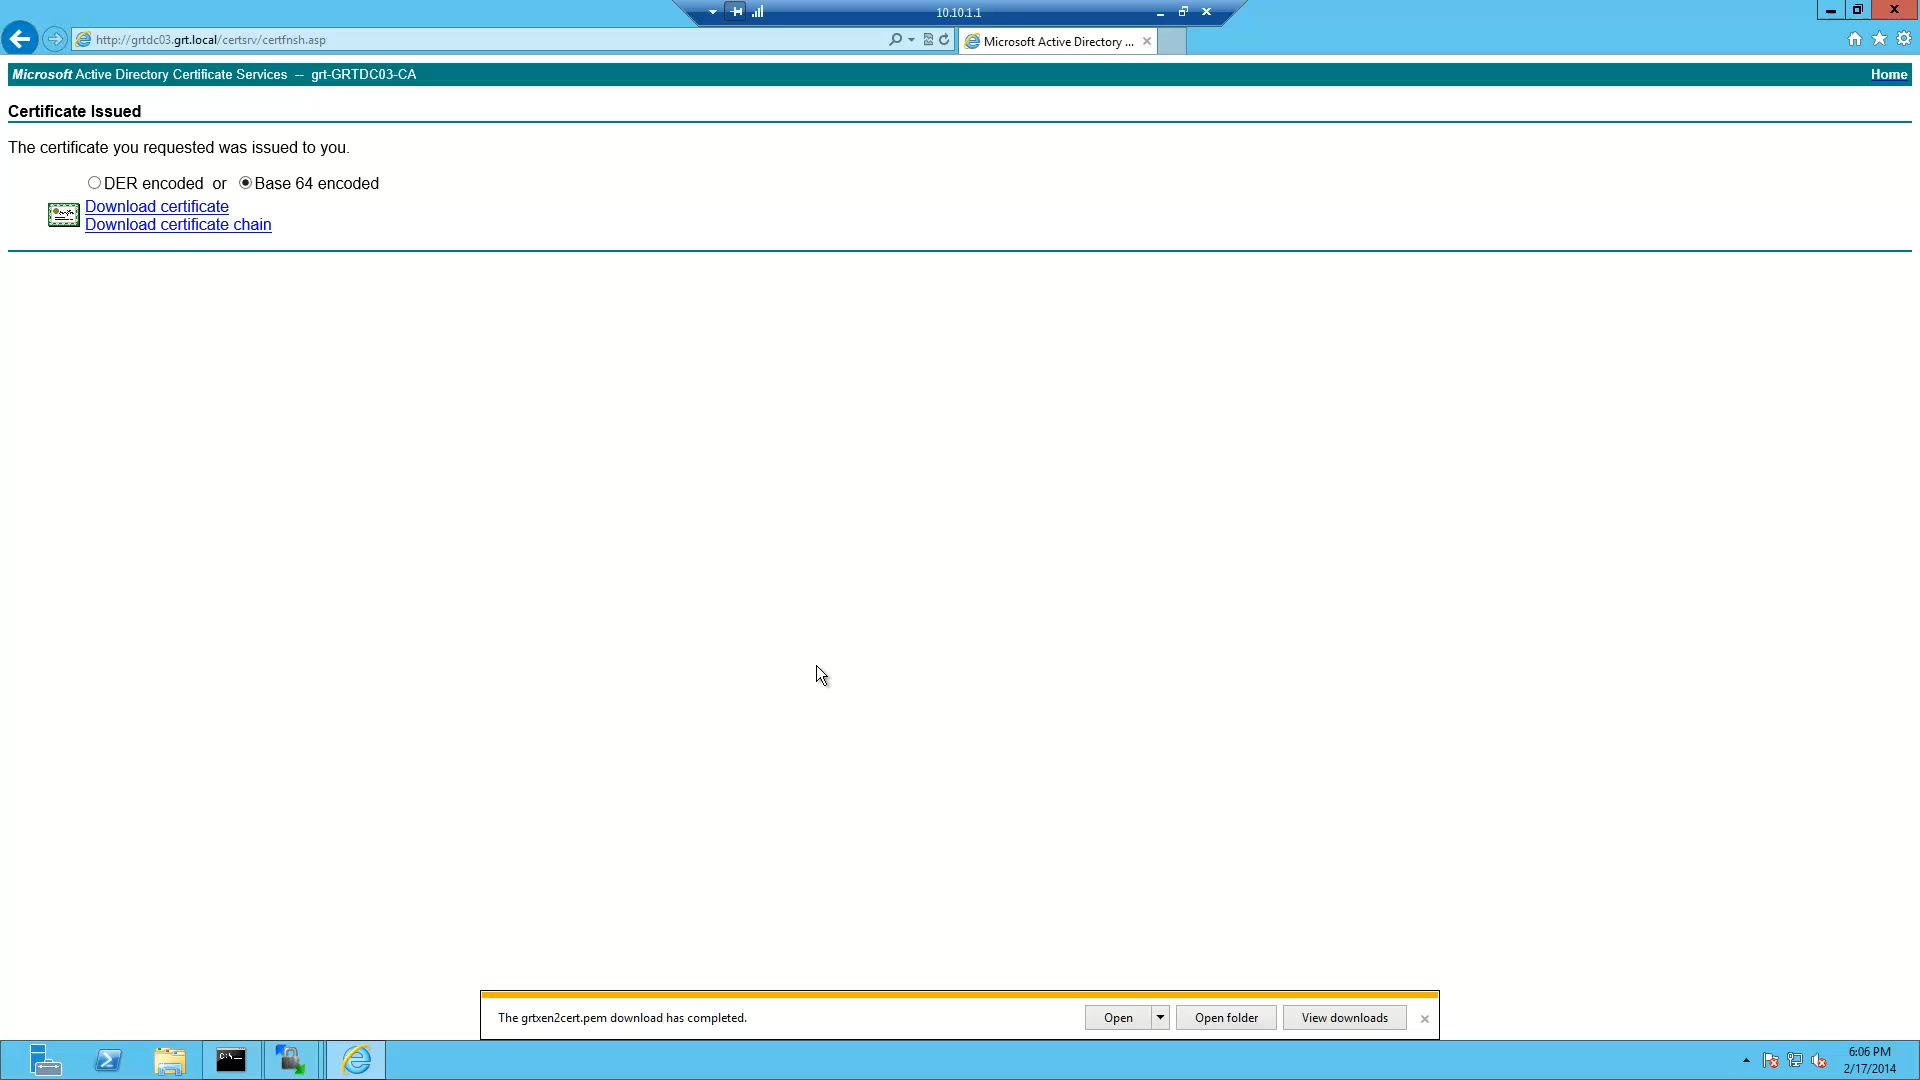 10.10.1.1
http://grtdc03.grt.local/certsrv/certfnsh.asp
Microsoft Active Directory ...
Microsoft Active Directory Certificate Services -- grt-GRTDC03-CA
Home
Certificate Issued
The certificate you requested was issued to you.
DER encoded or Base 64 encoded
Download certificate
Download certificate chain
The grtxen2cert.pem download has completed.
Open
Open folder
View downloads
C:\
6:06 PM
2/17/2014